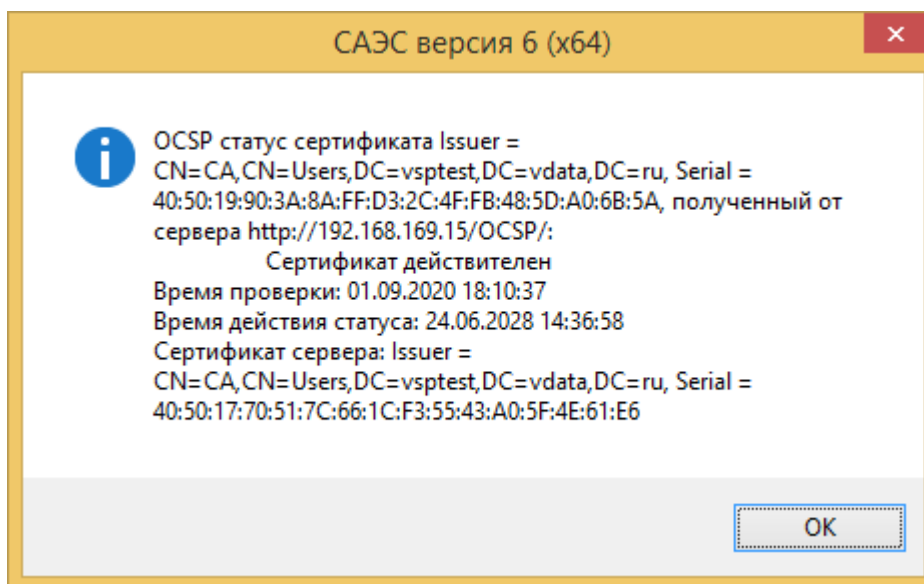 САЭС версия 6 (x64)
OCSP статус сертификата Issuer =
CN=CA,CN=Users,DC=vsptest,DC=vdata,DC=ru, Serial =
40:50:19:90:3A:8A:FF:D3:2C:4F:FB:48:5D:A0:6B:5A, полученный от
сервера http://192.168.169.15/OCSP/:
Сертификат действителен
Время проверки: 01.09.2020 18:10:37
Время действия статуса: 24.06.2028 14:36:58
Сертификат сервера: Issuer =
CN=CA,CN=Users,DC=vsptest,DC=vdata,DC=ru, Serial =
40:50:17:70:51:7C:66:1C:F3:55:43:A0:5F:4E:61:E6
OK